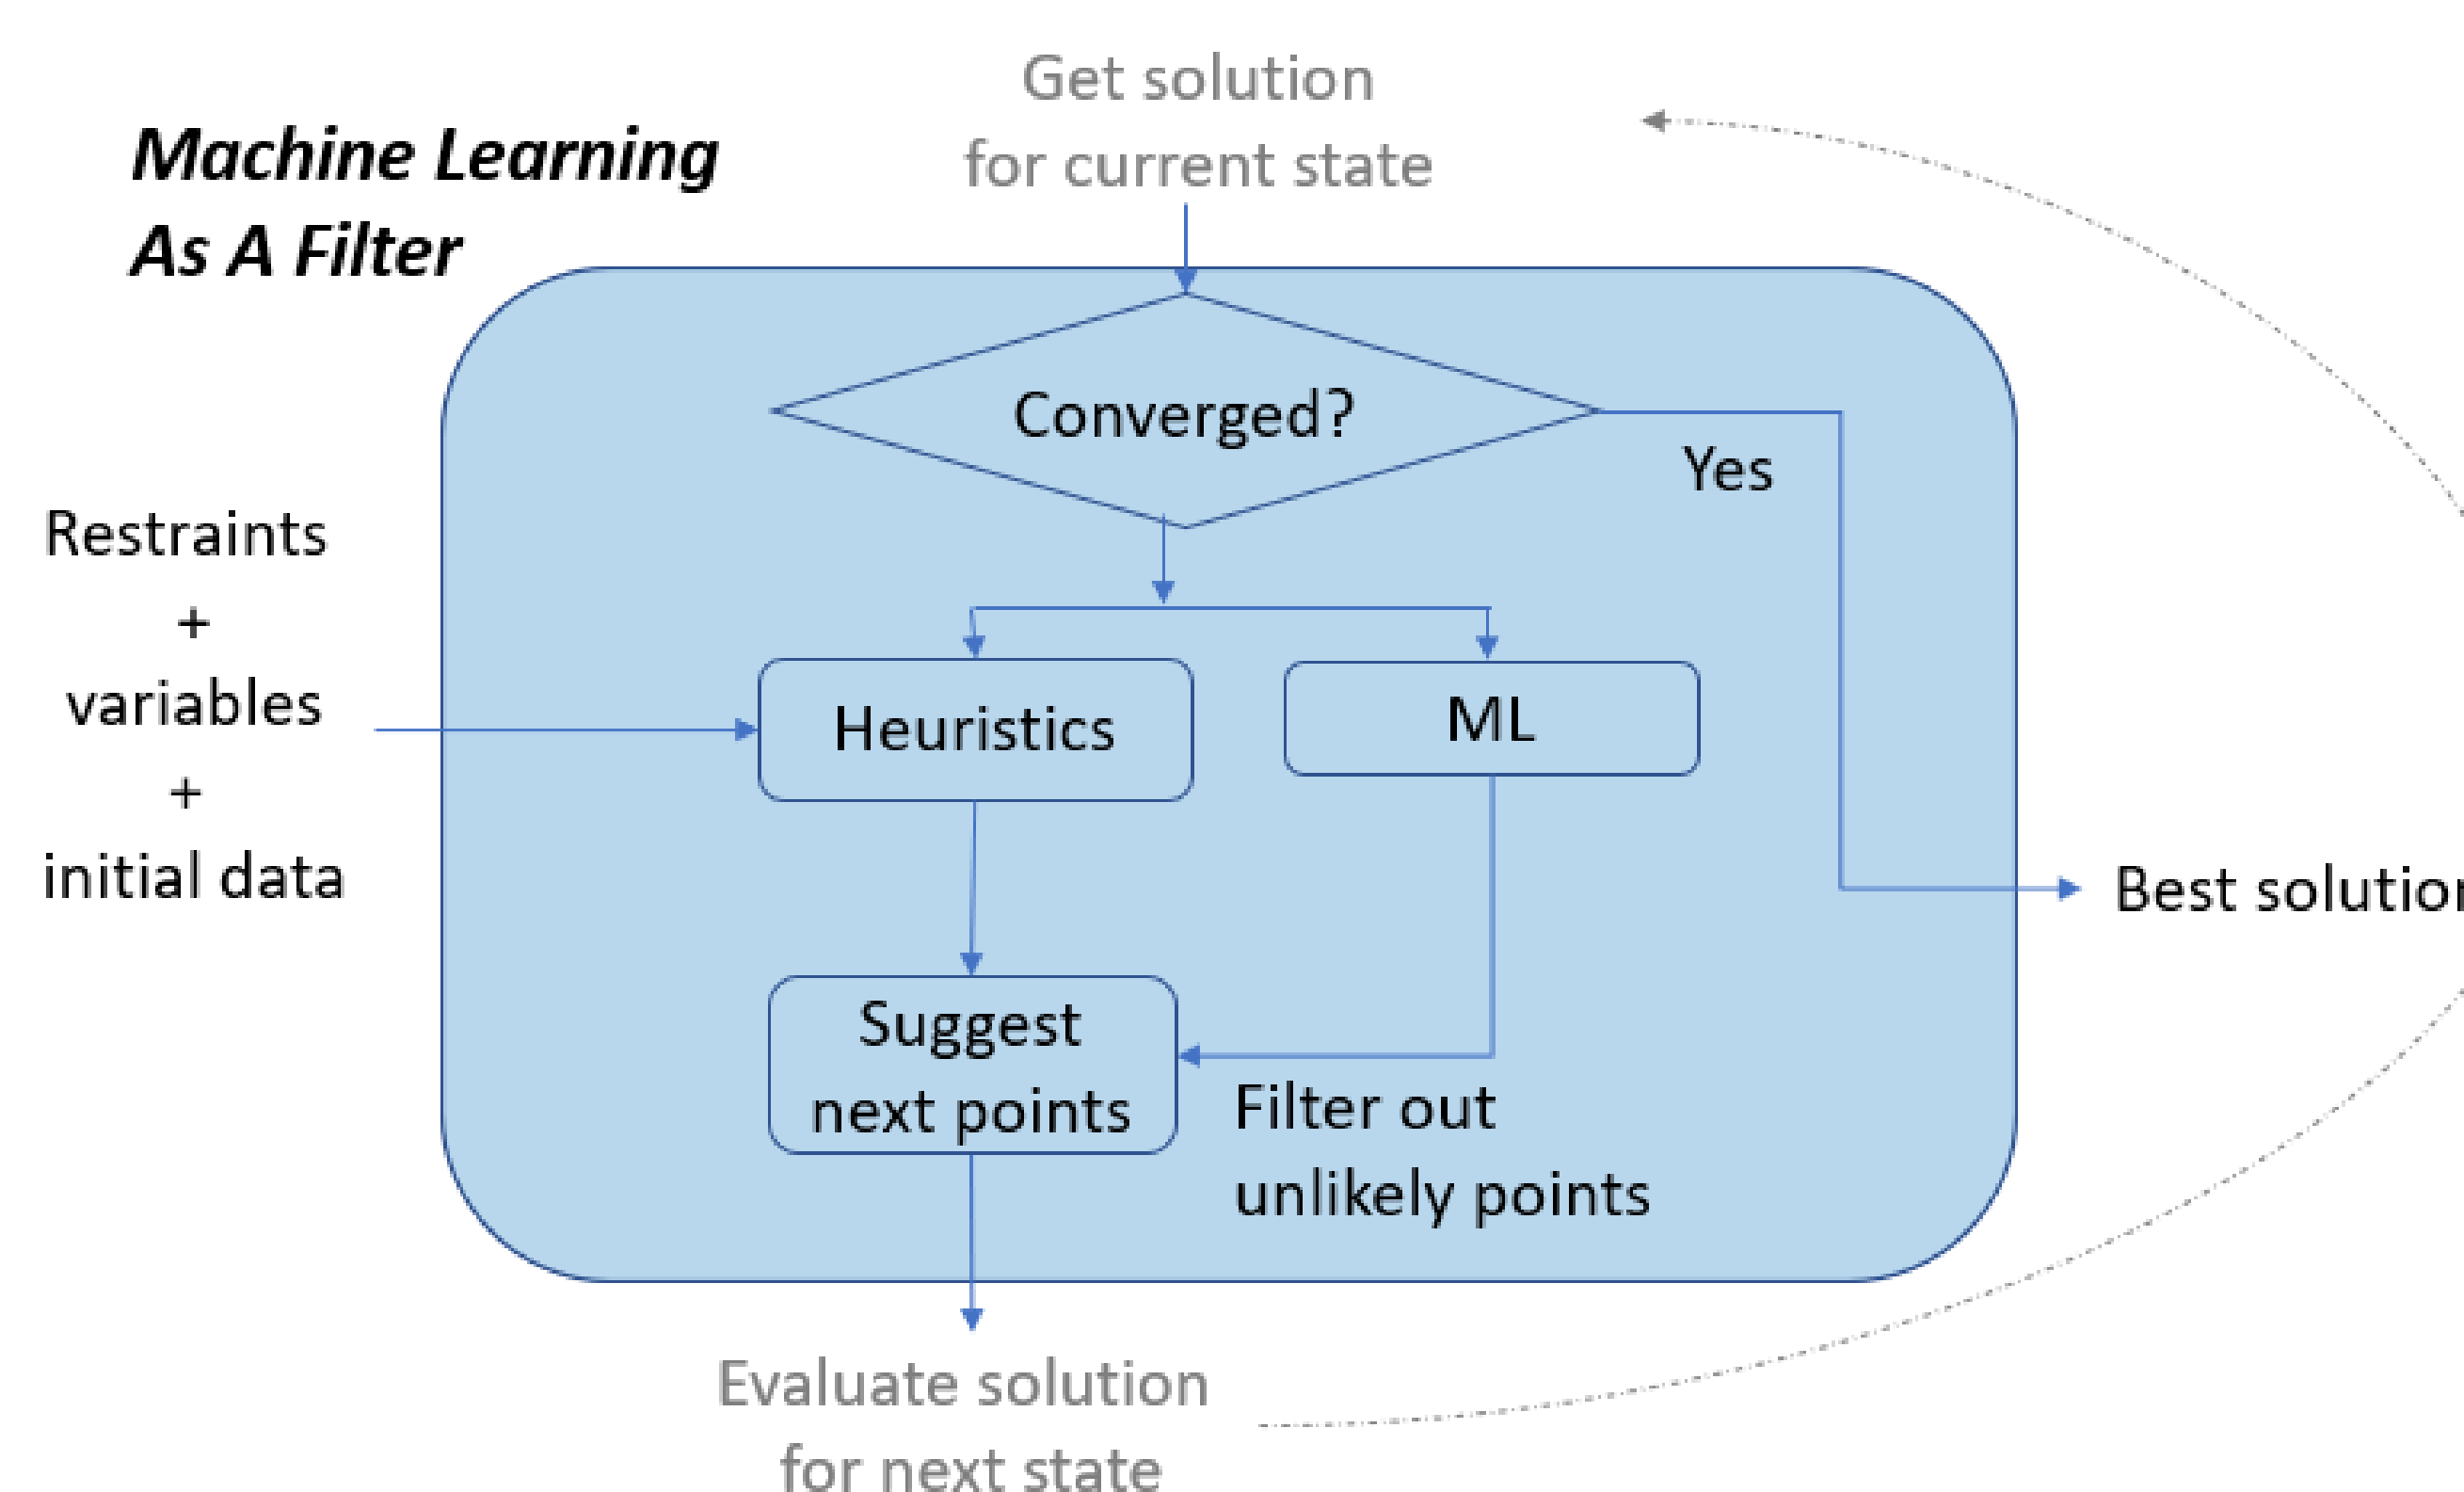 Machine Learning
As A Filter
Get solution
for current state
Converged?
Yes
Restraints
+
variables
+
initial data
Heuristics
ML
Best solution
Suggest
next points
Filter out
unlikely points
Evaluate solution
for next state